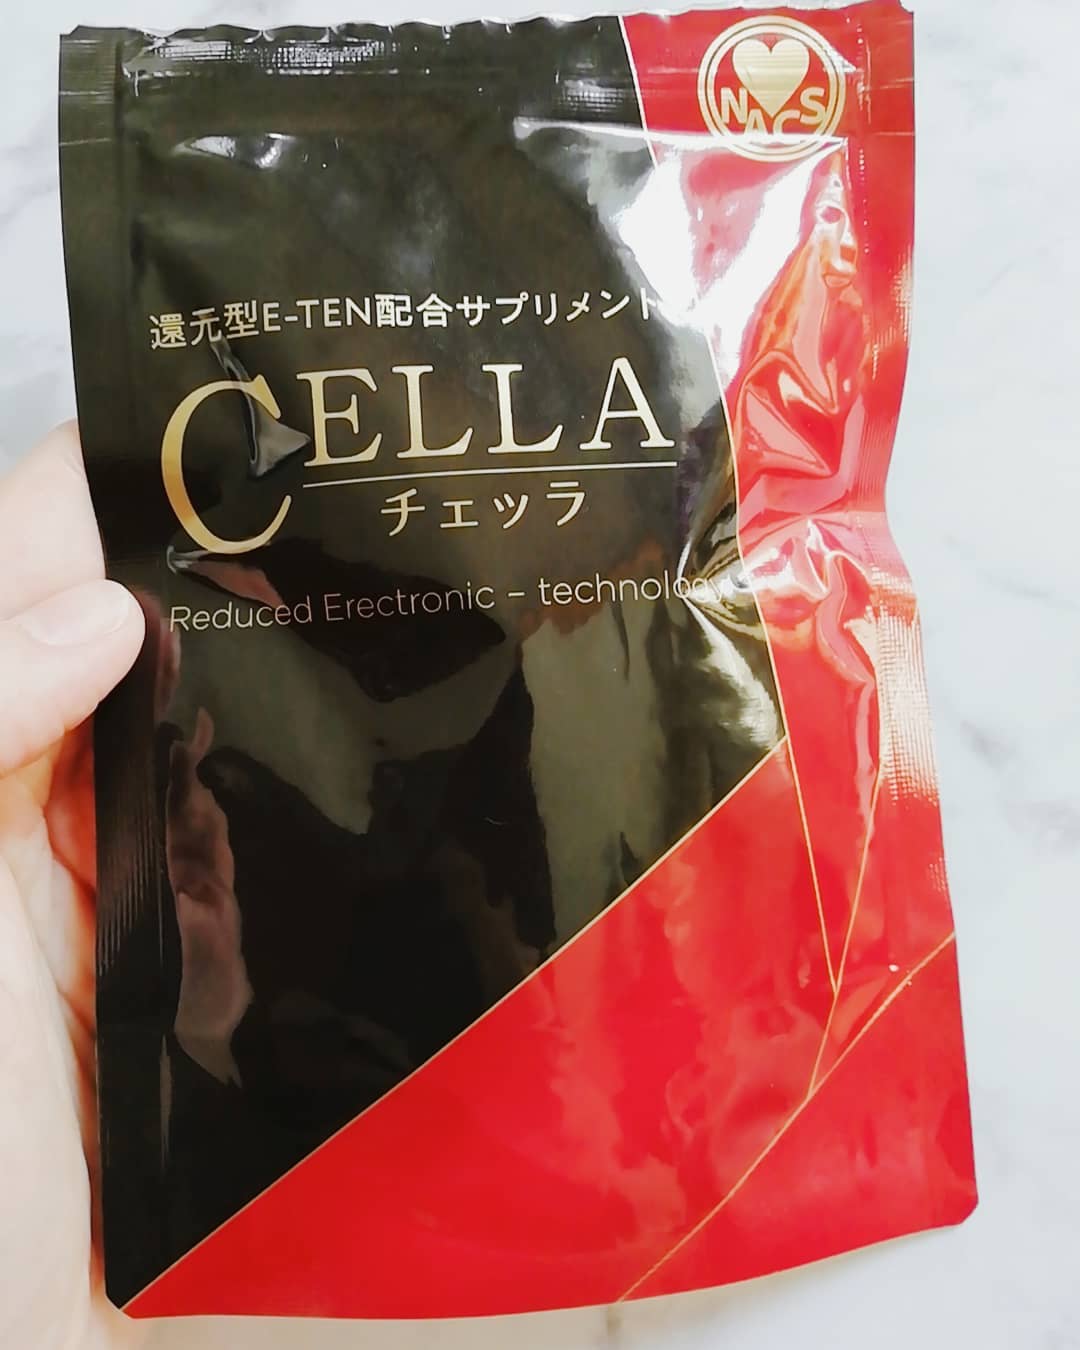 NACS
還元型E-TEN配合サプリメント
CELLA
チェッラ
Reduced Erectronic - technology